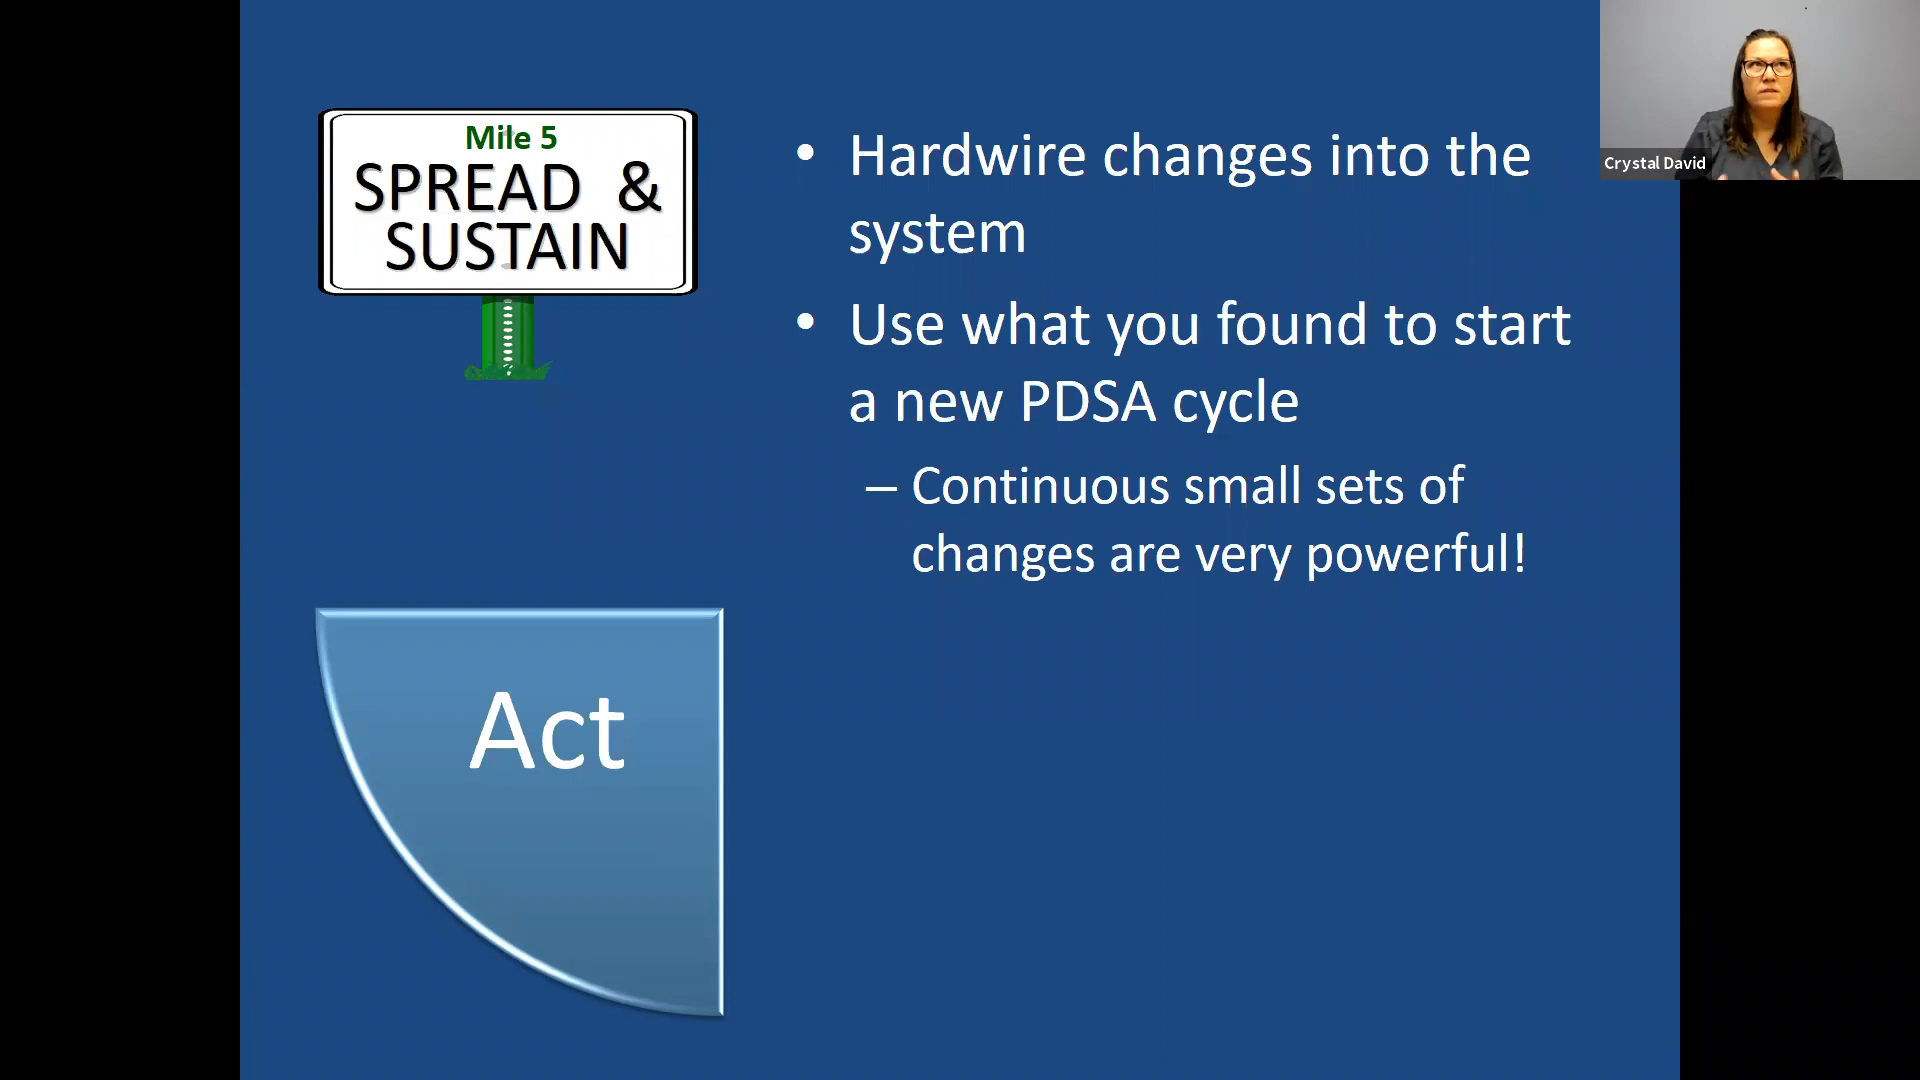 Mile 5
SPREAD &
SUSTAIN
• Hardwire changes into the
system
• Use what you found to start
a new PDSA cycle
– Continuous small sets of
changes are very powerful!
Act
Crystal David